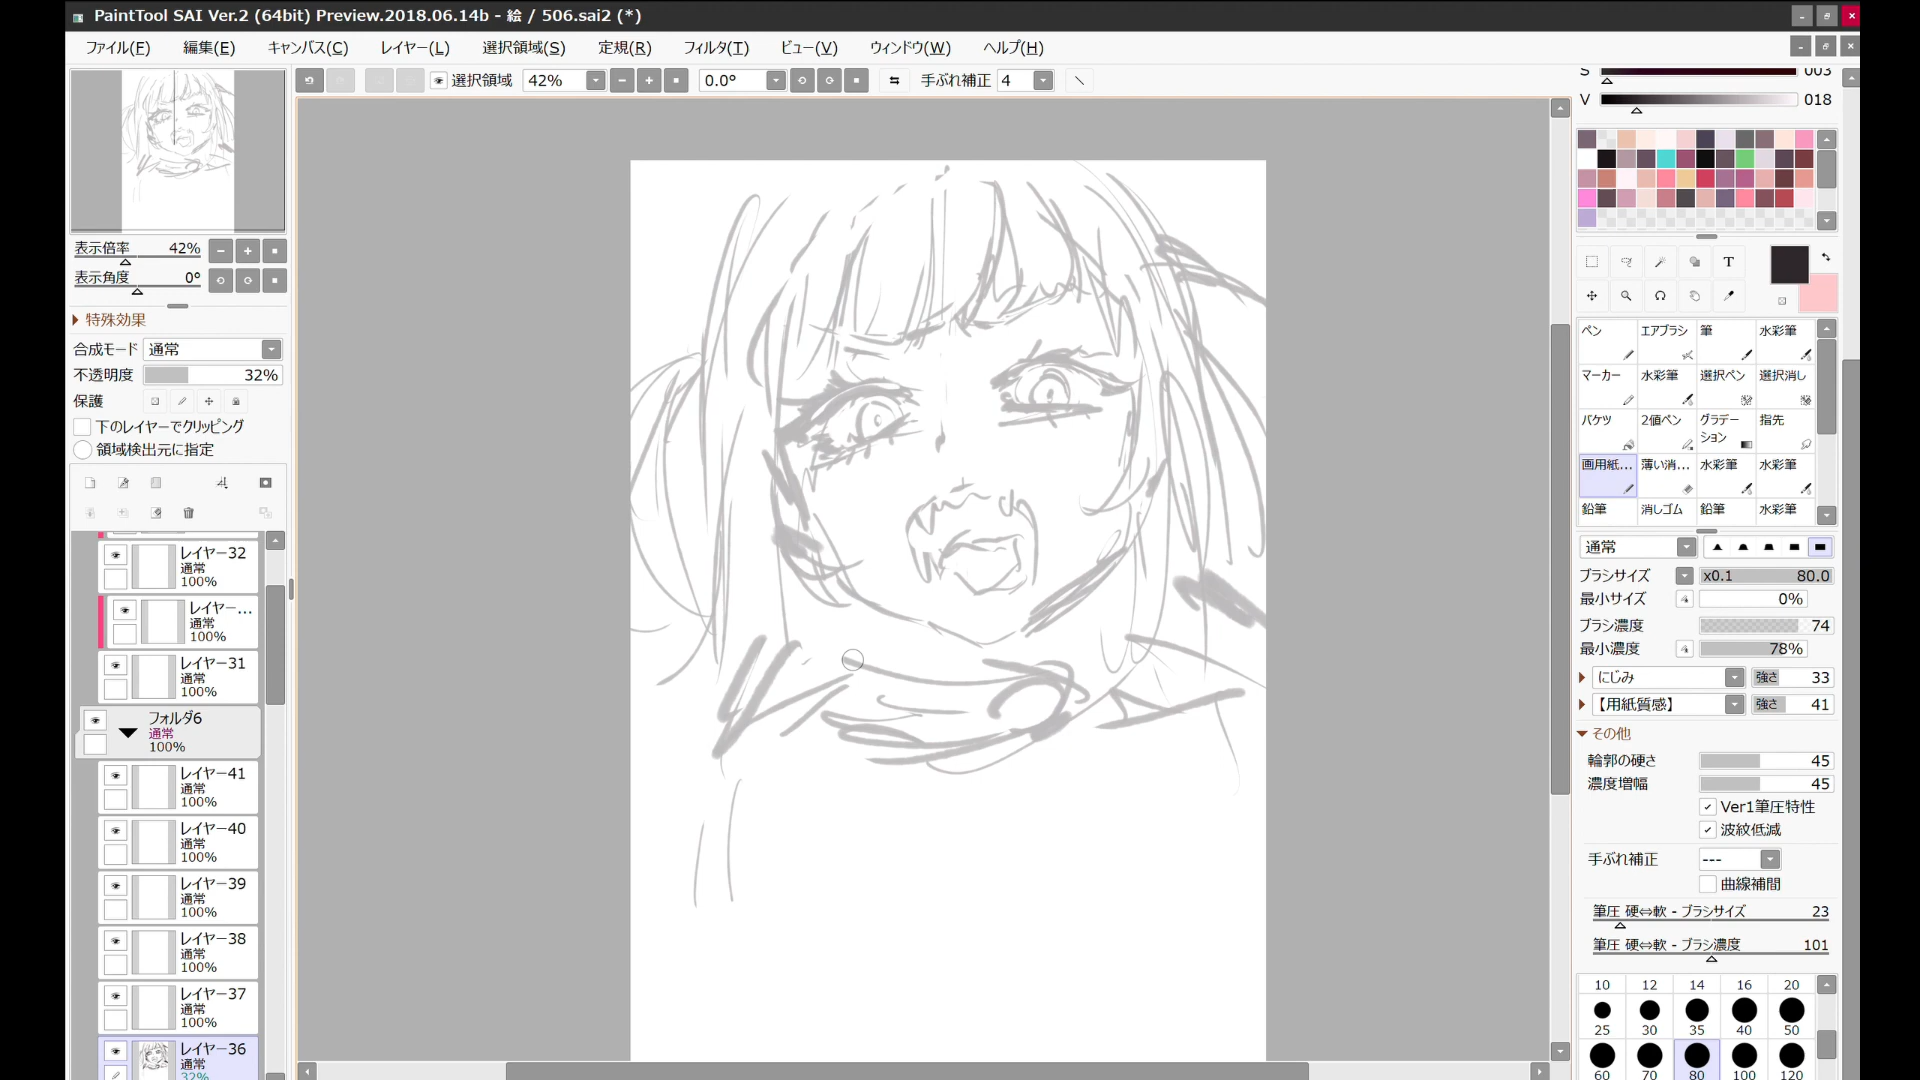 PaintTool SAI Ver.2 (64bit) Preview.2018.06.14b - 絵 / 506.sai2 (*)
ファイル(F) 編集(E) キャンバス(C) レイヤー(L) 選択領域(S) 定規(R) フィルタ(T) ビュー(V) ウィンドウ(W) ヘルプ(H)
選択領域 42% 0.0° 手ぶれ補正 4
表示倍率 42%
表示角度 0°
特殊効果
合成モード 通常
不透明度 32%
保護
下のレイヤーでクリッピング
領域検出元に指定
レイヤー32
通常
100%
レイヤー...
通常
100%
レイヤー31
通常
100%
フォルダ6
通常
100%
レイヤー41
通常
100%
レイヤー40
通常
100%
レイヤー39
通常
100%
レイヤー38
通常
100%
レイヤー37
通常
100%
レイヤー36
通常
32%
S 003
V 018
T
ペン エアブラシ 筆 水彩筆
マーカー 水彩筆 選択ペン 選択消し
バケツ 2値ペン グラデーション 指先
画用紙... 薄い消... 水彩筆 水彩筆
鉛筆 消しゴム 鉛筆 水彩筆
通常
ブラシサイズ x0.1 80.0
最小サイズ 0%
ブラシ濃度 74
最小濃度 78%
にじみ 強さ 33
【用紙質感】 強さ 41
その他
輪郭の硬さ 45
濃度増幅 45
Ver1筆圧特性
波紋低減
手ぶれ補正 ---
曲線補間
筆圧 硬⇔軟 - ブラシサイズ 23
筆圧 硬⇔軟 - ブラシ濃度 101
10 12 14 16 20
25 30 35 40 50
60 70 80 100 120